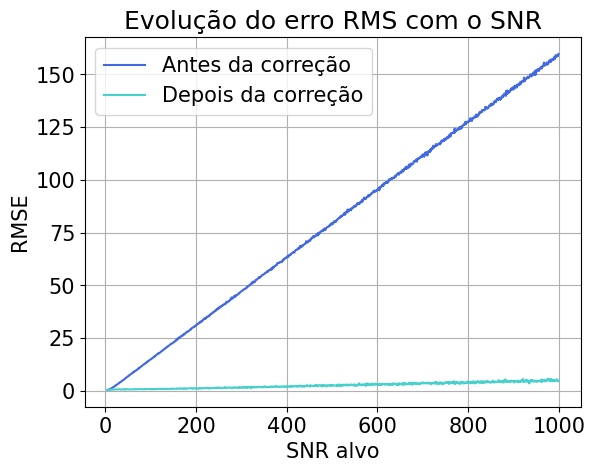 Evolução do erro RMS com o SNR
Antes da correção
Depois da correção
150
125
100
75
50
25
0
RMSE
0 200 400 600 800 1000
SNR alvo